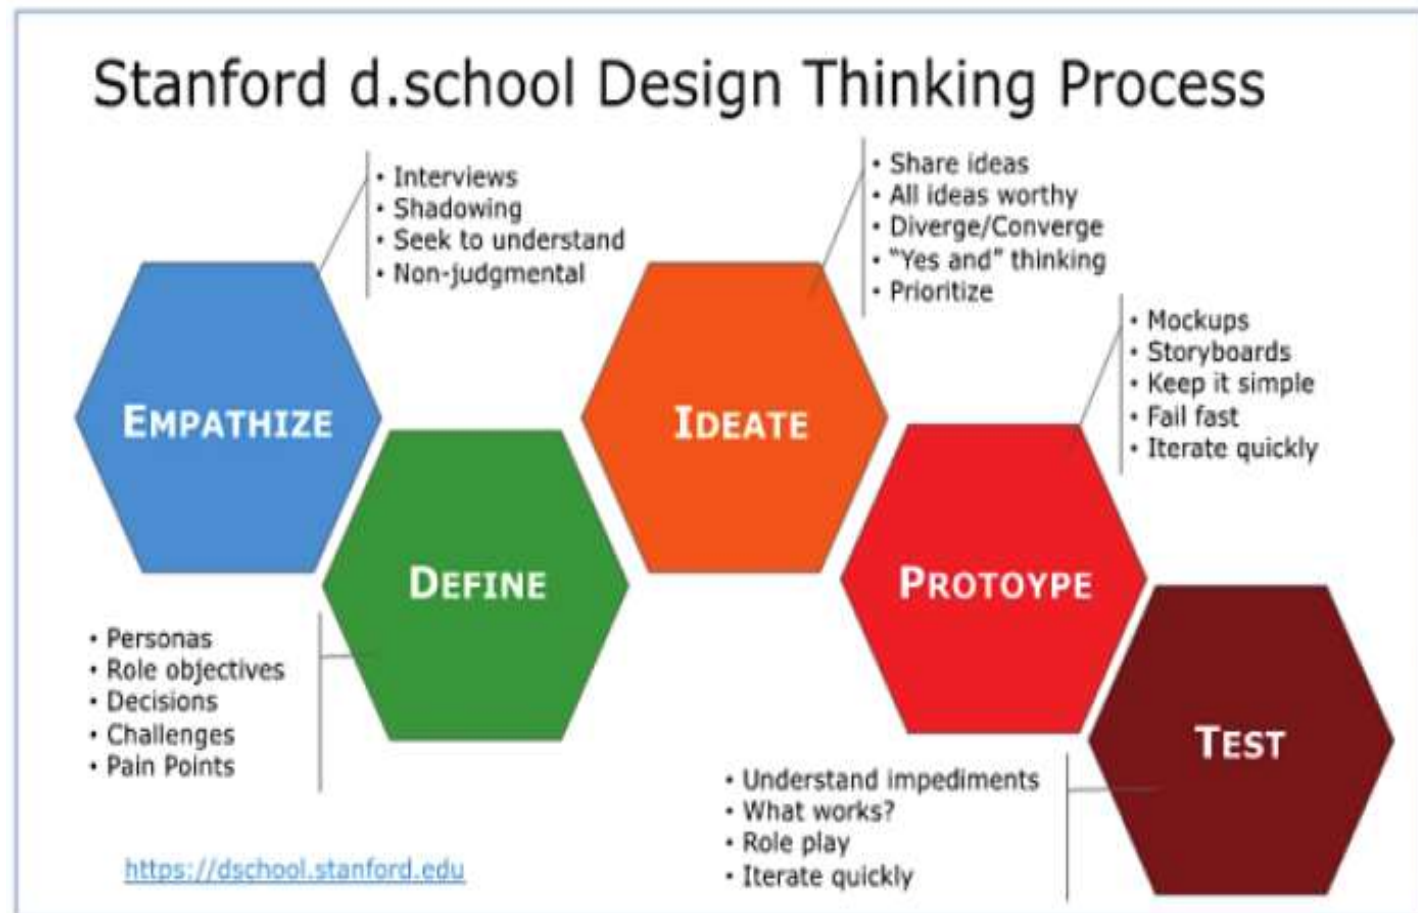 Stanford d.school Design Thinking Process
• Interviews
• Shadowing
• Seek to understand
• Non-judgmental
EMPATHIZE
• Personas
• Role objectives
• Decisions
• Challenges
• Pain Points
DEFINE
• Share ideas
• All ideas worthy
• Diverge/Converge
• “Yes and” thinking
• Prioritize
IDEATE
• Mockups
• Storyboards
• Keep it simple
• Fail fast
• Iterate quickly
PROTOYPE
• Understand impediments
• What works?
• Role play
• Iterate quickly
TEST
https://dschool.stanford.edu